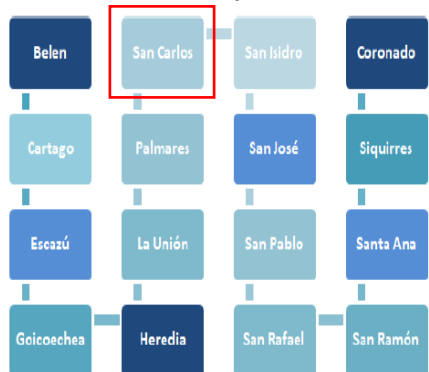 Belen
San Carlos
San Isidro
Coronado
Cartago
Palmares
San José
Siquirres
Escazú
La Unión
San Pablo
Santa Ana
Goicoechea
Heredia
San Rafael
San Ramón